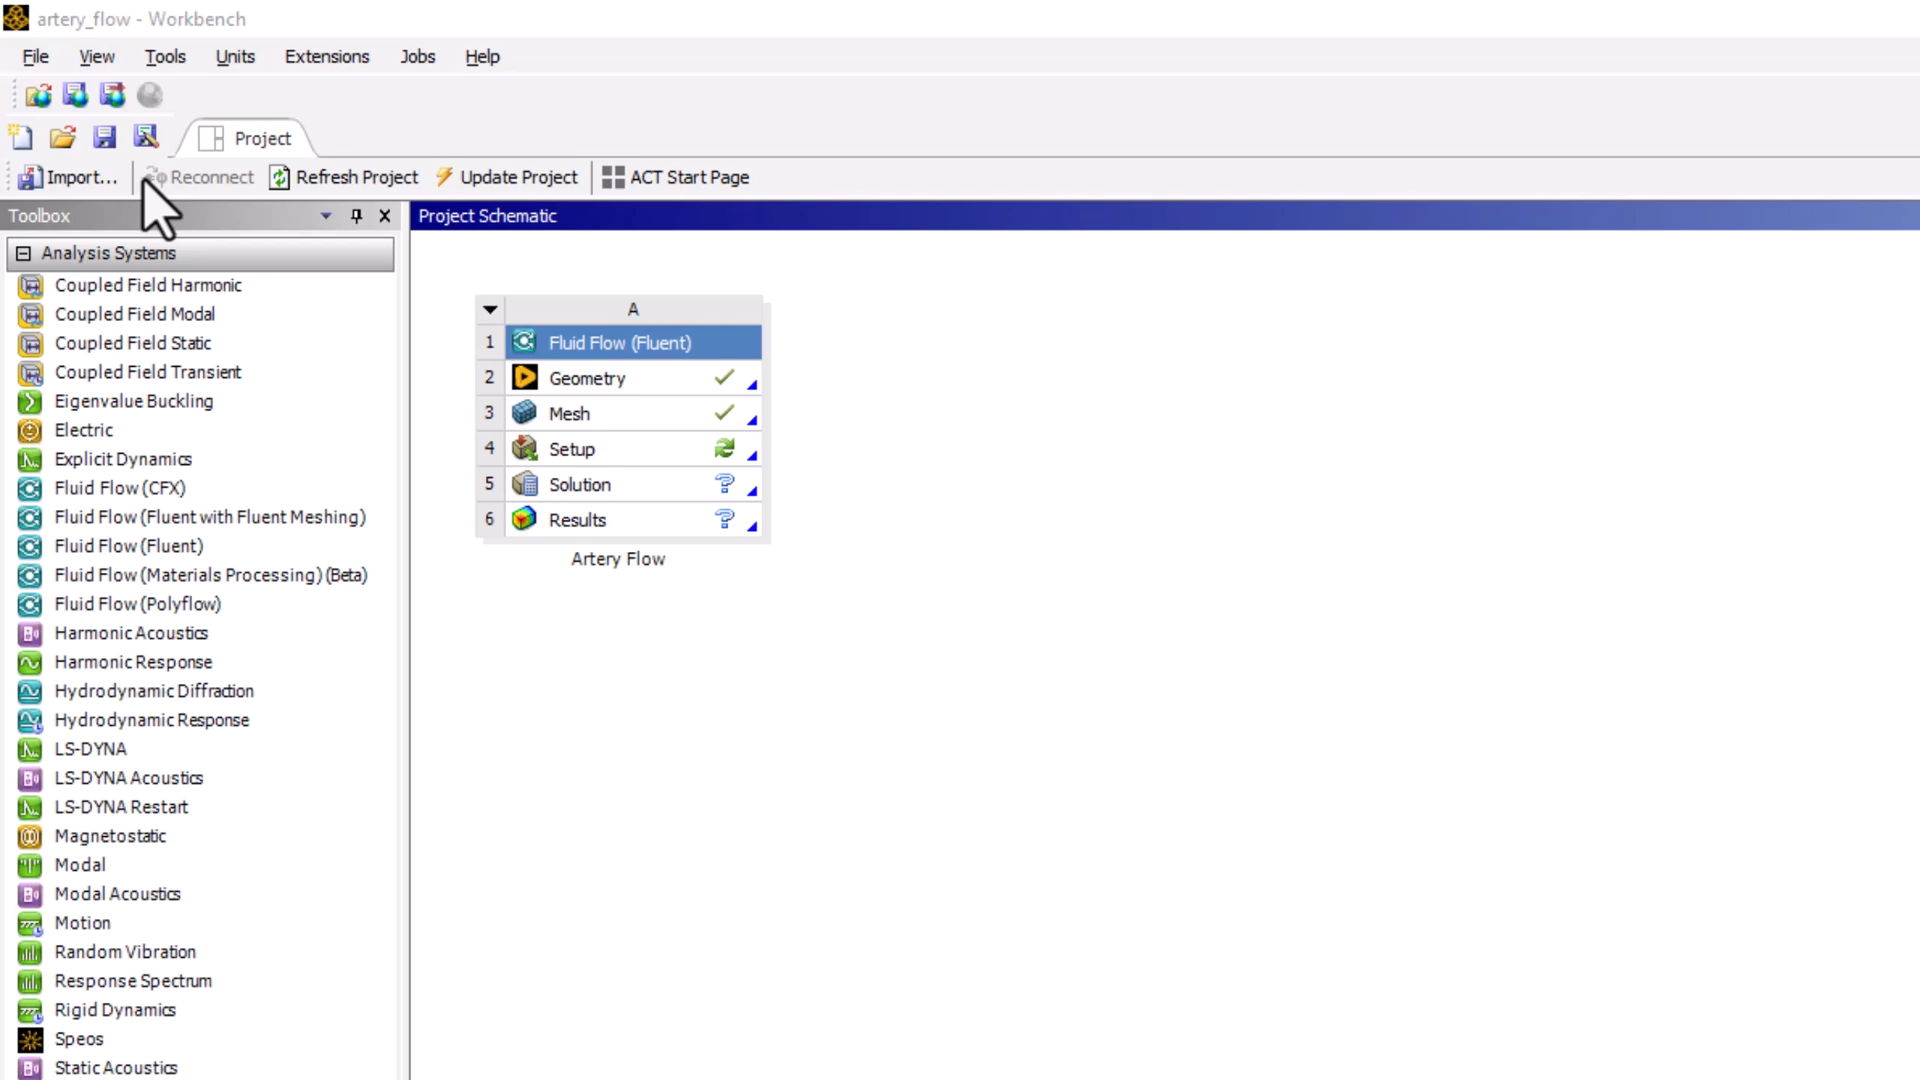 artery_flow - Workbench
File View Tools Units Extensions Jobs Help
Project
Import... Reconnect Refresh Project Update Project ACT Start Page
Toolbox
Project Schematic
Analysis Systems
Coupled Field Harmonic
Coupled Field Modal
Coupled Field Static
Coupled Field Transient
Eigenvalue Buckling
Electric
Explicit Dynamics
Fluid Flow (CFX)
Fluid Flow (Fluent with Fluent Meshing)
Fluid Flow (Fluent)
Fluid Flow (Materials Processing) (Beta)
Fluid Flow (Polyflow)
Harmonic Acoustics
Harmonic Response
Hydrodynamic Diffraction
Hydrodynamic Response
LS-DYNA
LS-DYNA Acoustics
LS-DYNA Restart
Magnetostatic
Modal
Modal Acoustics
Motion
Random Vibration
Response Spectrum
Rigid Dynamics
Speos
Static Acoustics
A
1 Fluid Flow (Fluent)
2 Geometry
3 Mesh
4 Setup
5 Solution ?
6 Results ?
Artery Flow